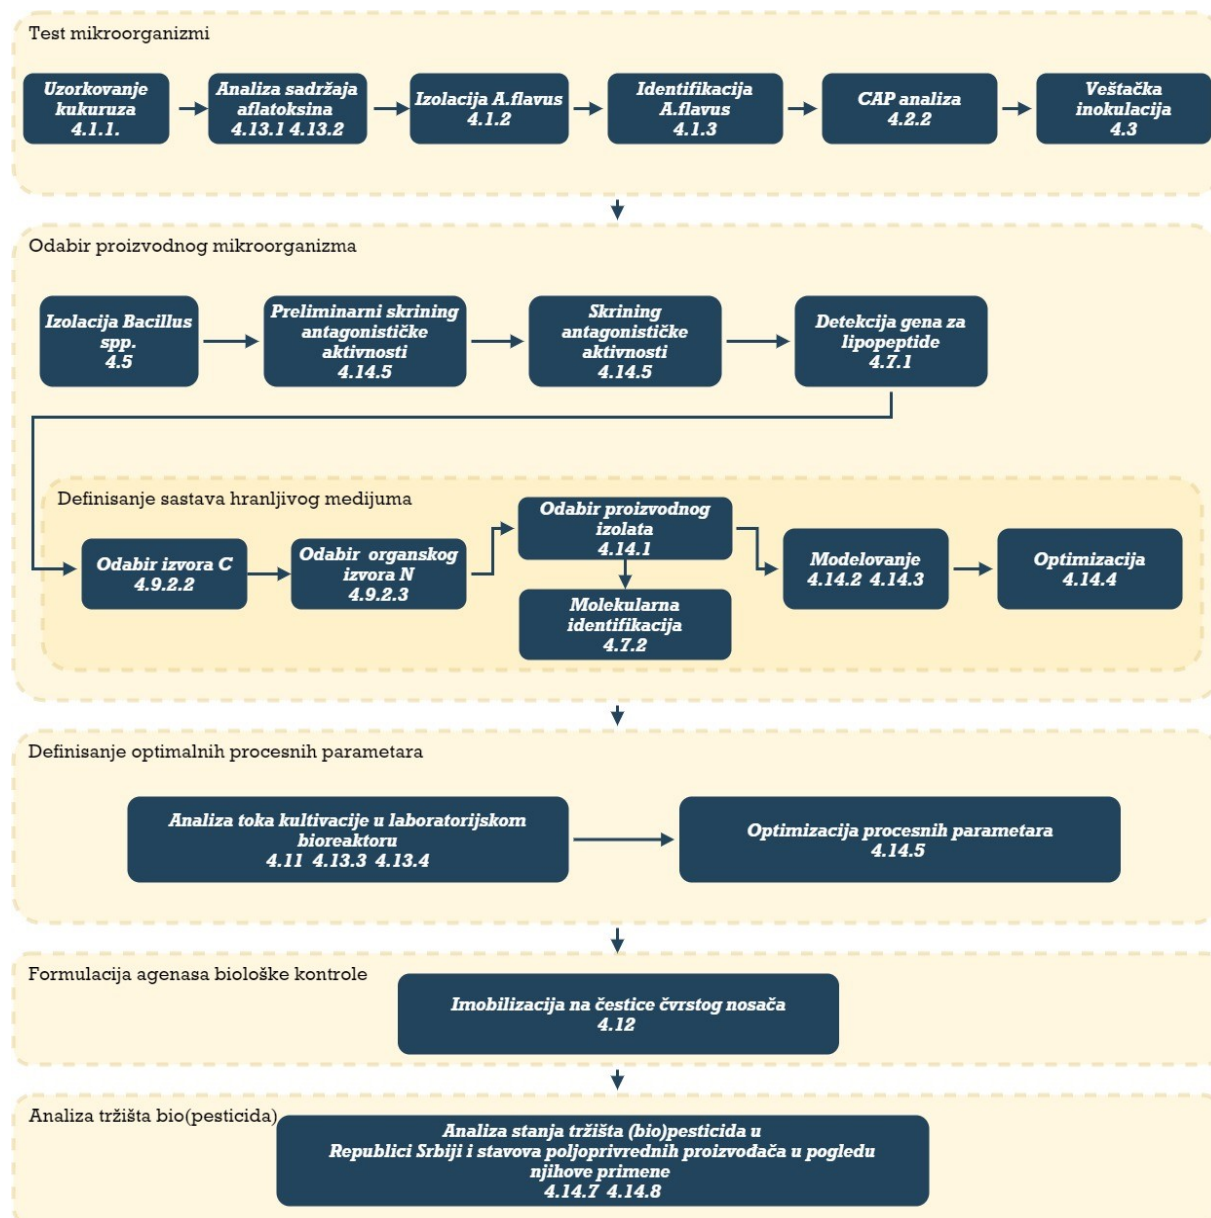 Test mikroorganizmi
Uzorkovanje
kukuruza
4.1.1.
Analiza sadržaja
aflatoksina
4.13.1 4.13.2
Izolacija A.flavus
4.1.2
Identifikacija
A.flavus
4.1.3
CAP analiza
4.2.2
Veštačka
inokulacija
4.3
Odabir proizvodnog mikroorganizma
Izolacija Bacillus
spp.
4.5
Preliminarni skrining
antagonističke
aktivnosti
4.14.5
Skrining
antagonističke
aktivnosti
4.14.5
Detekcija gena za
lipopeptide
4.7.1
Definisanje sastava hranljivog medijuma
Odabir izvora C
4.9.2.2
Odabir organskog
izvora N
4.9.2.3
Odabir proizvodnog
izolata
4.14.1
Molekularna
identifikacija
4.7.2
Modelovanje
4.14.2 4.14.3
Optimizacija
4.14.4
Definisanje optimalnih procesnih parametara
Analiza toka kultivacije u laboratorijskom
bioreaktoru
4.11 4.13.3 4.13.4
Optimizacija procesnih parametara
4.14.5
Formulacija agenasa biološke kontrole
Imobilizacija na čestice čvrstog nosača
4.12
Analiza tržišta bio(pesticida)
Analiza stanja tržišta (bio)pesticida u
Republici Srbiji i stavova poljoprivrednih proizvođača u pogledu
njihove primene
4.14.7 4.14.8